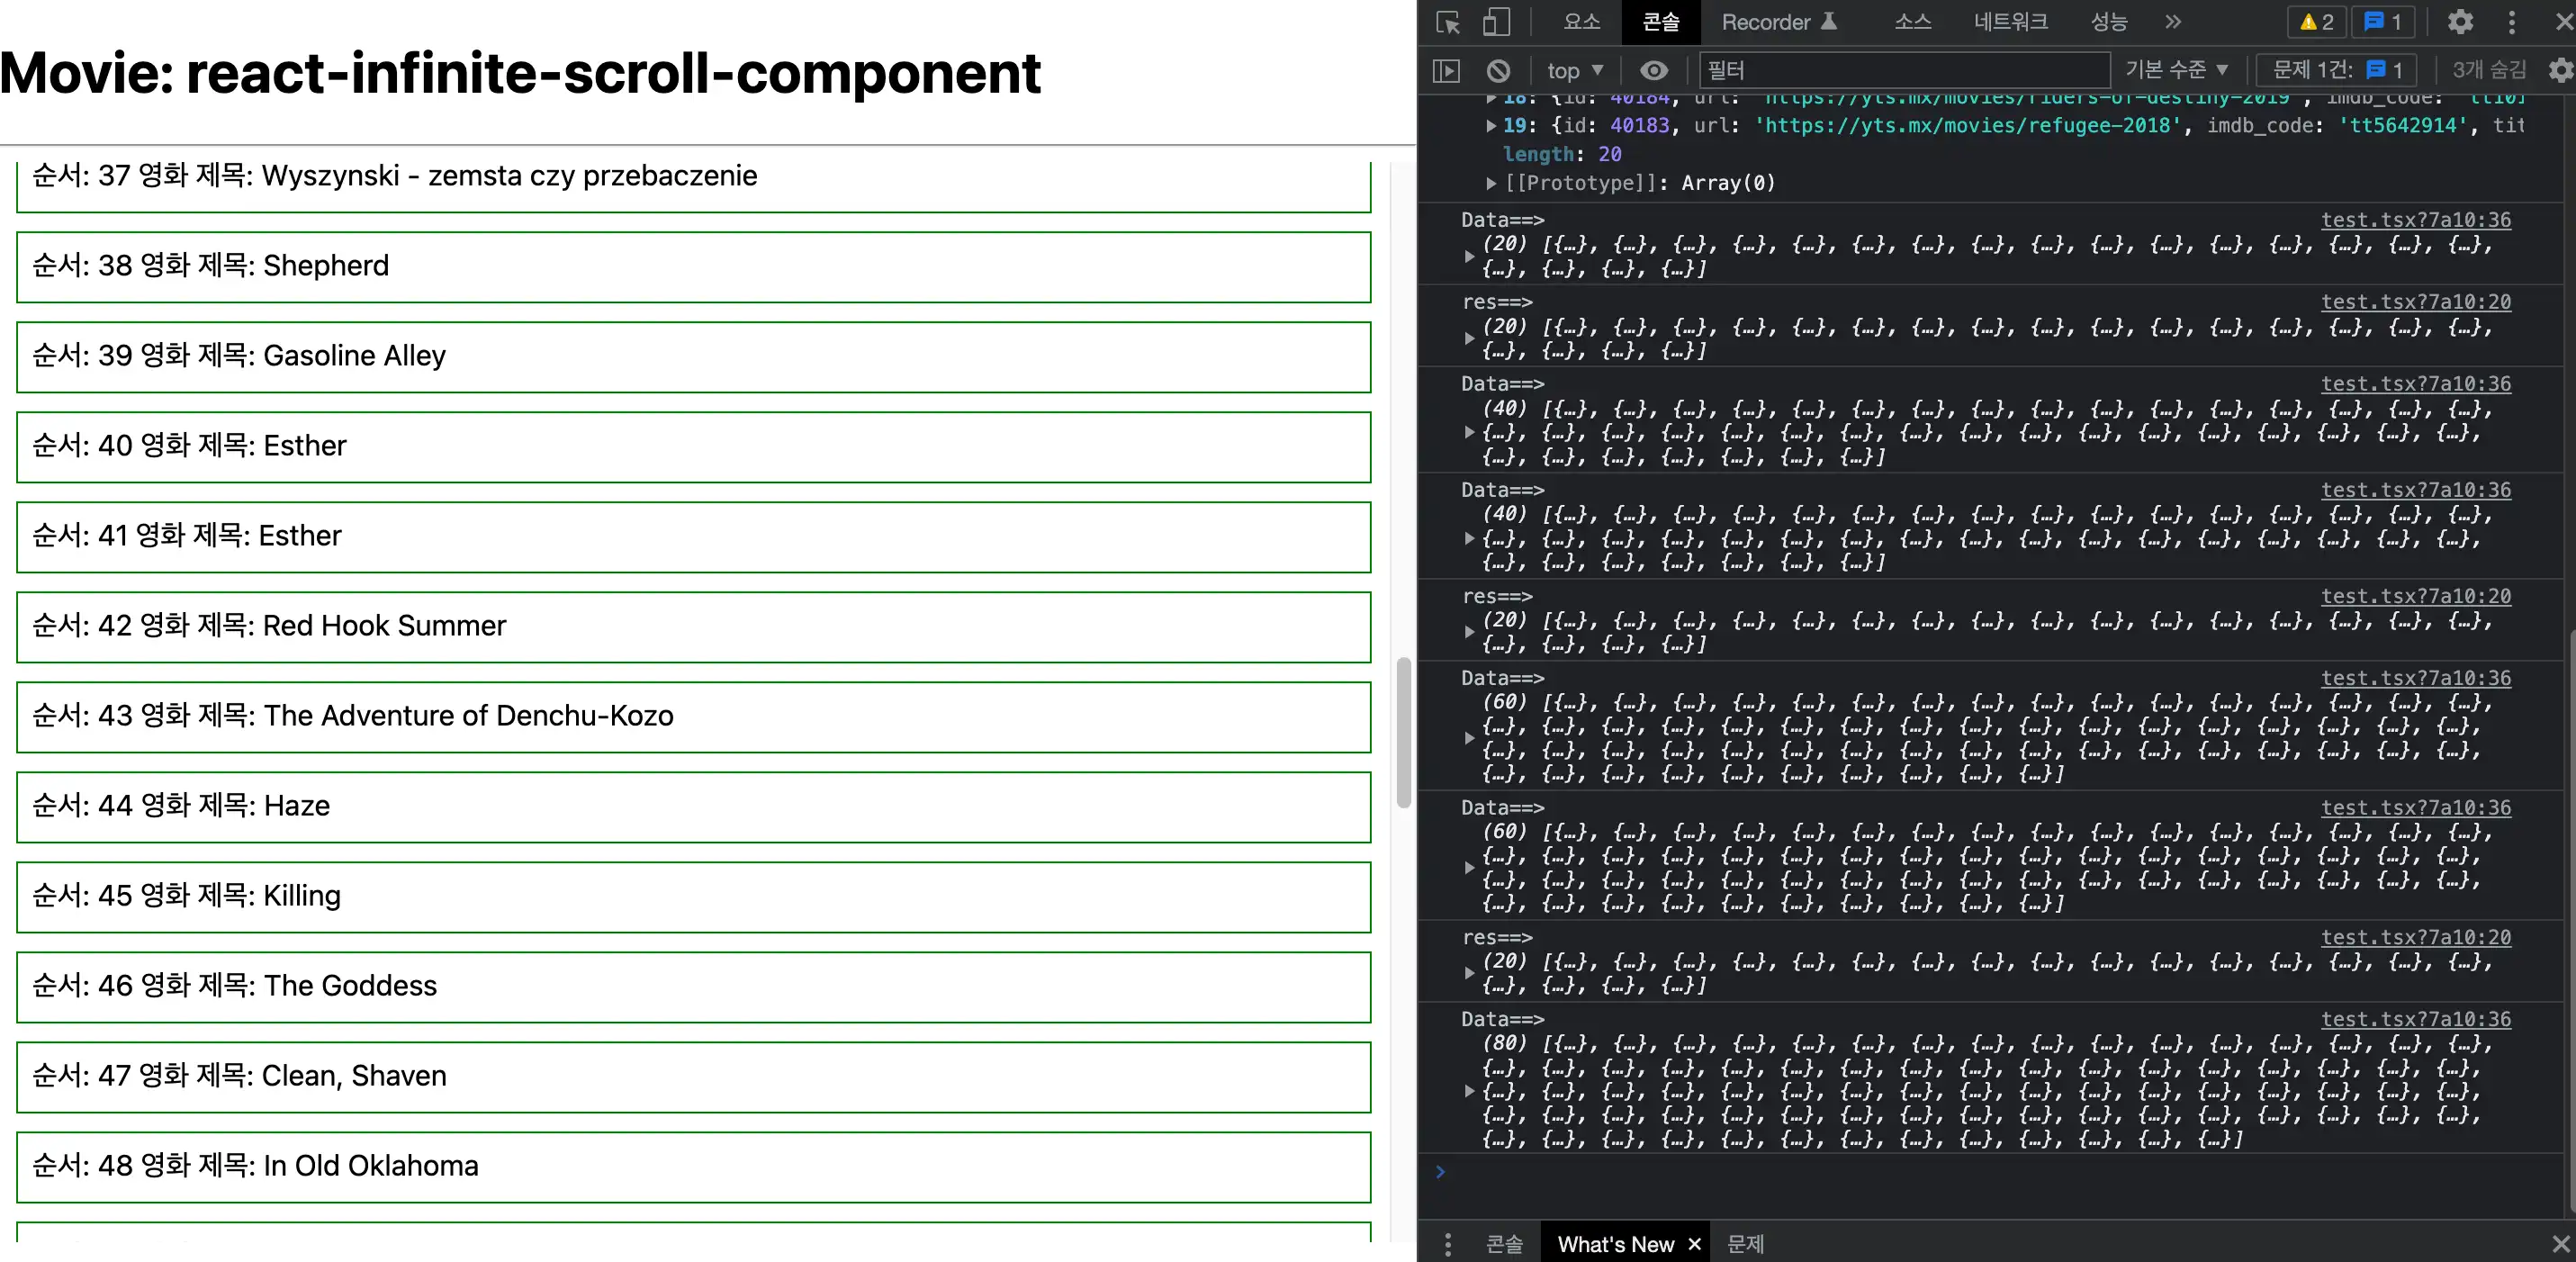 Movie: react-infinite-scroll-component
순서: 37 영화 제목: Wyszynski - zemsta czy przebaczenie
순서: 38 영화 제목: Shepherd
순서: 39 영화 제목: Gasoline Alley
순서: 40 영화 제목: Esther
순서: 41 영화 제목: Esther
순서: 42 영화 제목: Red Hook Summer
순서: 43 영화 제목: The Adventure of Denchu-Kozo
순서: 44 영화 제목: Haze
순서: 45 영화 제목: Killing
순서: 46 영화 제목: The Goddess
순서: 47 영화 제목: Clean, Shaven
순서: 48 영화 제목: In Old Oklahoma
요소 콘솔 Recorder 소스 네트워크 성능 » 2 1
top 필터 기본 수준 문제 1건: 1 3개 숨김
18: {id: 40184, url: 'https://yts.mx/movies/riders-of-destiny-2019', imdb_code:
19: {id: 40183, url: 'https://yts.mx/movies/refugee-2018', imdb_code: 'tt5642914', tit
length: 20
[[Prototype]]: Array(0)
Data==> test.tsx?7a10:36
(20) [{…}, {…}, {…}, {…}, {…}, {…}, {…}, {…}, {…}, {…}, {…}, {…}, {…}, {…}, {…}, {…},
{…}, {…}, {…}, {…}]
res==> test.tsx?7a10:20
(20) [{…}, {…}, {…}, {…}, {…}, {…}, {…}, {…}, {…}, {…}, {…}, {…}, {…}, {…}, {…}, {…},
{…}, {…}, {…}, {…}]
Data==> test.tsx?7a10:36
(40) [{…}, {…}, {…}, {…}, {…}, {…}, {…}, {…}, {…}, {…}, {…}, {…}, {…}, {…}, {…}, {…},
{…}, {…}, {…}, {…}, {…}, {…}, {…}, {…}, {…}, {…}, {…}, {…}, {…}, {…}, {…}, {…}, {…},
{…}, {…}, {…}, {…}, {…}, {…}, {…}]
Data==> test.tsx?7a10:36
(40) [{…}, {…}, {…}, {…}, {…}, {…}, {…}, {…}, {…}, {…}, {…}, {…}, {…}, {…}, {…}, {…},
{…}, {…}, {…}, {…}, {…}, {…}, {…}, {…}, {…}, {…}, {…}, {…}, {…}, {…}, {…}, {…}, {…},
{…}, {…}, {…}, {…}, {…}, {…}, {…}]
res==> test.tsx?7a10:20
(20) [{…}, {…}, {…}, {…}, {…}, {…}, {…}, {…}, {…}, {…}, {…}, {…}, {…}, {…}, {…}, {…},
{…}, {…}, {…}, {…}]
Data==> test.tsx?7a10:36
(60) [{…}, {…}, {…}, {…}, {…}, {…}, {…}, {…}, {…}, {…}, {…}, {…}, {…}, {…}, {…}, {…},
{…}, {…}, {…}, {…}, {…}, {…}, {…}, {…}, {…}, {…}, {…}, {…}, {…}, {…}, {…}, {…}, {…},
{…}, {…}, {…}, {…}, {…}, {…}, {…}, {…}, {…}, {…}, {…}, {…}, {…}, {…}, {…}, {…}, {…},
{…}, {…}, {…}, {…}, {…}, {…}, {…}, {…}, {…}, {…}]
Data==> test.tsx?7a10:36
(60) [{…}, {…}, {…}, {…}, {…}, {…}, {…}, {…}, {…}, {…}, {…}, {…}, {…}, {…}, {…}, {…},
{…}, {…}, {…}, {…}, {…}, {…}, {…}, {…}, {…}, {…}, {…}, {…}, {…}, {…}, {…}, {…}, {…},
{…}, {…}, {…}, {…}, {…}, {…}, {…}, {…}, {…}, {…}, {…}, {…}, {…}, {…}, {…}, {…}, {…},
{…}, {…}, {…}, {…}, {…}, {…}, {…}, {…}, {…}, {…}]
res==> test.tsx?7a10:20
(20) [{…}, {…}, {…}, {…}, {…}, {…}, {…}, {…}, {…}, {…}, {…}, {…}, {…}, {…}, {…}, {…},
{…}, {…}, {…}, {…}]
Data==> test.tsx?7a10:36
(80) [{…}, {…}, {…}, {…}, {…}, {…}, {…}, {…}, {…}, {…}, {…}, {…}, {…}, {…}, {…}, {…},
{…}, {…}, {…}, {…}, {…}, {…}, {…}, {…}, {…}, {…}, {…}, {…}, {…}, {…}, {…}, {…}, {…},
{…}, {…}, {…}, {…}, {…}, {…}, {…}, {…}, {…}, {…}, {…}, {…}, {…}, {…}, {…}, {…}, {…},
{…}, {…}, {…}, {…}, {…}, {…}, {…}, {…}, {…}, {…}, {…}, {…}, {…}, {…}, {…}, {…}, {…},
{…}, {…}, {…}, {…}, {…}, {…}, {…}, {…}, {…}, {…}, {…}, {…}, {…}]
콘솔 What's New × 문제